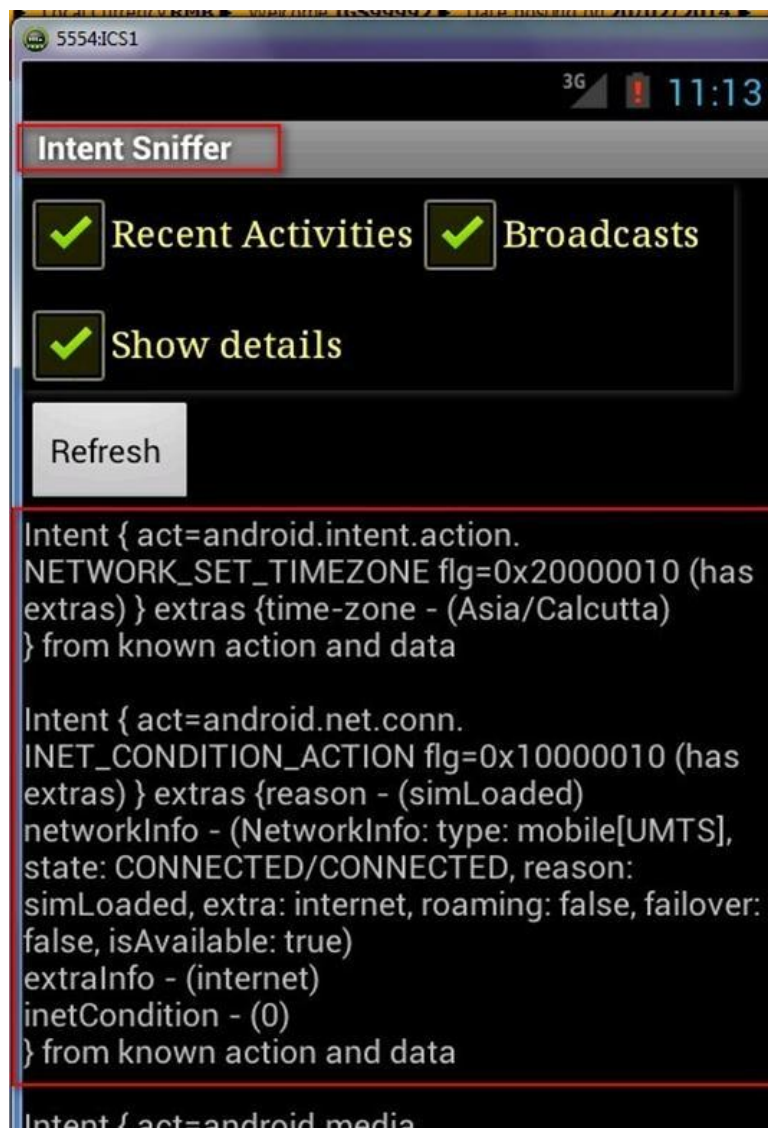 5554:ICS1
3G 11:13
Intent Sniffer
Recent Activities Broadcasts
Show details
Refresh
Intent { act=android.intent.action.
NETWORK_SET_TIMEZONE flg=0x20000010 (has
extras) } extras {time-zone - (Asia/Calcutta)
} from known action and data
Intent { act=android.net.conn.
INET_CONDITION_ACTION flg=0x10000010 (has
extras) } extras {reason - (simLoaded)
networkInfo - (NetworkInfo: type: mobile[UMTS],
state: CONNECTED/CONNECTED, reason:
simLoaded, extra: internet, roaming: false, failover:
false, isAvailable: true)
extraInfo - (internet)
inetCondition - (0)
} from known action and data
Intent { act=android.media